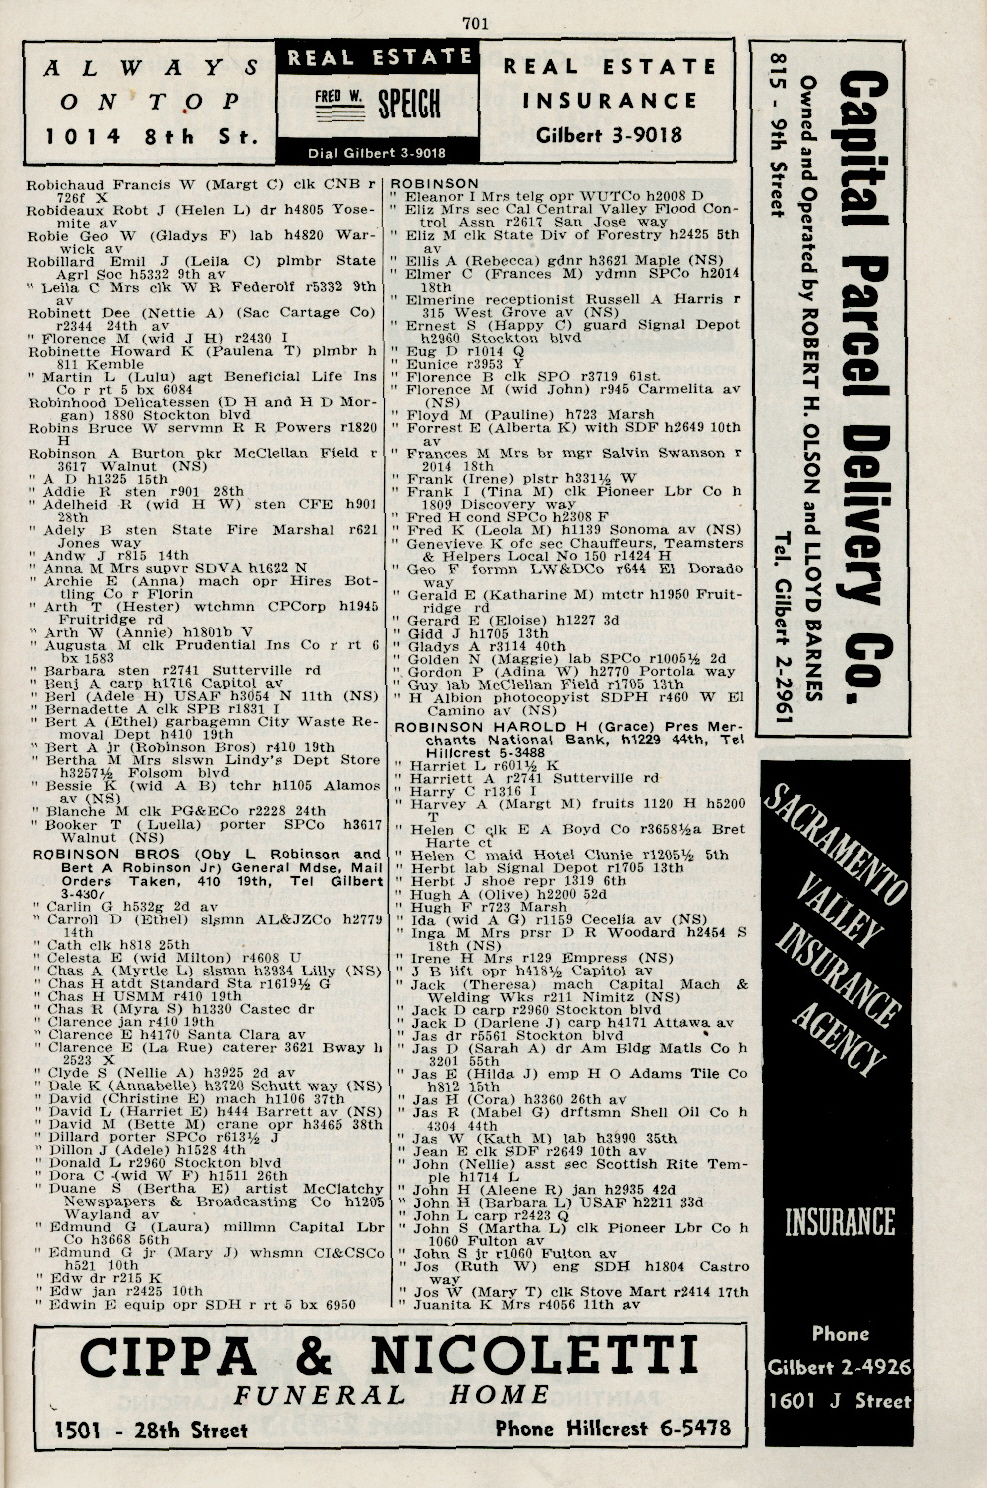 701
ALWAYS
ON TOP
1014 8th St.
REAL ESTATE
FRED W. SPEICH
Dial Gilbert 3-9018
REAL ESTATE
INSURANCE
Gilbert 3-9018
Robichaud Francis W (Margt C) clk CNB r
726f X
Robideaux Robt J (Helen L) dr h4805 Yose-
mite av
Robie Geo W (Gladys F) lab h4820 War-
wick av
Robillard Emil J (Leila C) plmbr State
Agrl Soc h5332 9th av
" Leila C Mrs clk W R Federolf r5332 9th
av
Robinett Dee (Nettie A) (Sac Cartage Co)
r2344 24th av
" Florence M (wid J H) r2430 I
Robinette Howard K (Paulena T) plmbr h
811 Kemble
" Martin L (Lulu) agt Beneficial Life Ins
Co r rt 5 bx 6084
Robinhood Delicatessen (D H and H D Mor-
gan) 1880 Stockton blvd
Robins Bruce W servmn R R Powers r1820
H
Robinson A Burton pkr McClellan Field r
3617 Walnut (NS)
" A D h1325 15th
" Addie R sten r901 28th
" Adelheid R (wid H W) sten CFE h901
28th
" Adely B sten State Fire Marshal r621
Jones way
" Andw J r815 14th
" Anna M Mrs supvr SDVA h1622 N
" Archie E (Anna) mach opr Hires Bot-
tling Co r Florin
" Arth T (Hester) wtchmn CPCorp h1945
Fruitridge rd
" Arth W (Annie) h1801b V
" Augusta M clk Prudential Ins Co r rt 6
bx 1583
" Barbara sten r2741 Sutterville rd
" Benj A carp h1716 Capitol av
" Berl (Adele H) USAF h3054 N 11th (NS)
" Bernadette A clk SPB r1831 I
" Bert A (Ethel) garbagemn City Waste Re-
moval Dept h410 19th
" Bert A jr (Robinson Bros) r410 19th
" Bertha M Mrs slswn Lindy's Dept Store
h3257½ Folsom blvd
" Bessie K (wid A B) tchr h1105 Alamos
av (NS)
" Blanche M clk PG&ECo r2228 24th
" Booker T ( Luella) porter SPCo h3617
Walnut (NS)
ROBINSON BROS (Oby L Robinson and
Bert A Robinson Jr) General Mdse, Mail
Orders Taken, 410 19th, Tel Gilbert
3-4307
" Carlin G h532g 2d av
" Carroll D (Ethel) slsmn AL&JZCo h2779
14th
" Cath clk h818 25th
" Celesta E (wid Milton) r4608 U
" Chas A (Myrtle L) slsmn h3934 Lilly (NS)
" Chas H atdt Standard Sta r1619½ G
" Chas H USMM r410 19th
" Chas R (Myra S) h1330 Castec dr
" Clarence jan r410 19th
" Clarence E h4170 Santa Clara av
" Clarence E (La Rue) caterer 3621 Bway h
2523 X
" Clyde S (Nellie A) h3925 2d av
" Dale K (Annabelle) h3720 Schutt way (NS)
" David (Christine E) mach h1106 37th
" David L (Harriet E) h444 Barrett av (NS)
" David M (Bette M) crane opr h3465 38th
" Dillard porter SPCo r613½ J
" Dillon J (Adele) h1528 4th
" Donald L r2960 Stockton blvd
" Dora C (wid W F) h1511 26th
" Duane S (Bertha E) artist McClatchy
Newspapers & Broadcasting Co h1205
Wayland av
" Edmund G (Laura) millmn Capital Lbr
Co h3668 56th
" Edmund G jr (Mary J) whsmn CI&CSCo
h521 10th
" Edw dr r215 K
" Edw jan r2425 10th
" Edwin E equip opr SDH r rt 5 bx 6950
ROBINSON
" Eleanor I Mrs telg opr WUTCo h2008 D
" Eliz Mrs sec Cal Central Valley Flood Con-
trol Assn r2617 San Jose way
" Eliz M clk State Div of Forestry h2425 5th
av
" Ellis A (Rebecca) gdnr h3621 Maple (NS)
" Elmer C (Frances M) ydmn SPCo h2014
18th
" Elmerine receptionist Russell A Harris r
315 West Grove av (NS)
" Ernest S (Happy C) guard Signal Depot
h2960 Stockton blvd
" Eug D r1014 Q
" Eunice r3953 Y
" Florence B clk SPO r3719 61st.
" Florence M (wid John) r945 Carmelita av
(NS)
" Floyd M (Pauline) h723 Marsh
" Forrest E (Alberta K) with SDF h2649 10th
av
" Frances M Mrs br mgr Salvin Swanson r
2014 18th
" Frank (Irene) plstr h331½ W
" Frank I (Tina M) clk Pioneer Lbr Co h
1809 Discovery way
" Fred H cond SPCo h2308 F
" Fred K (Leola M) h1139 Sonoma av (NS)
" Genevieve K ofc sec Chauffeurs, Teamsters
& Helpers Local No 150 r1424 H
" Geo F formn LW&DCo r644 El Dorado
way
" Gerald E (Katharine M) mtctr h1950 Fruit-
ridge rd
" Gerard E (Eloise) h1227 3d
" Gidd J h1705 13th
" Gladys A r3114 40th
" Golden N (Maggie) lab SPCo r1005½ 2d
" Gordon P (Adina W) h2770 Portola way
" Guy lab McClellan Field r1705 13th
" H Albion photocopyist SDPH r460 W El
Camino av (NS)
ROBINSON HAROLD H (Grace) Pres Mer-
chants National Bank, h1229 44th, Tel
Hillcrest 5-3488
" Harriet L r601½ K
" Harriett A r2741 Sutterville rd
" Harry C r1316 I
" Harvey A (Margt M) fruits 1120 H h5200
T
" Helen C clk E A Boyd Co r3658½a Bret
Harte ct
" Helen C maid Hotel Clunie r1205½ 5th
" Herbt lab Signal Depot r1705 13th
" Herbt J shoe repr 1319 6th
" Hugh A (Olive) h2200 52d
" Hugh F r723 Marsh
" Ida (wid A G) r1159 Cecelia av (NS)
" Inga M Mrs prsr D R Woodard h2454 S
18th (NS)
" Irene H Mrs r129 Empress (NS)
" J B lift opr h418½ Capitol av
" Jack (Theresa) mach Capital Mach &
Welding Wks r211 Nimitz (NS)
" Jack D carp r2960 Stockton blvd
" Jack D (Darlene J) carp h4171 Attawa av
" Jas dr r5561 Stockton blvd
" Jas D (Sarah A) dr Am Bldg Matls Co h
3201 55th
" Jas E (Hilda J) emp H O Adams Tile Co
h812 15th
" Jas H (Cora) h3360 26th av
" Jas R (Mabel G) drftsmn Shell Oil Co h
4304 44th
" Jas W (Kath M) lab h3990 35th
" Jean E clk SDF r2649 10th av
" John (Nellie) asst sec Scottish Rite Tem-
ple h1714 L
" John H (Aleene R) jan h2935 42d
" John H (Barbara L) USAF h2211 33d
" John L carp r2423 Q
" John S (Martha L) clk Pioneer Lbr Co h
1060 Fulton av
" John S jr r1060 Fulton av
" Jos (Ruth W) eng SDH h1804 Castro
way
" Jos W (Mary T) clk Stove Mart r2414 17th
" Juanita K Mrs r4056 11th av
Capital Parcel Delivery Co.
Owned and Operated by ROBERT H. OLSON and LLOYD BARNES
815 - 9th Street Tel. Gilbert 2-2961
SACRAMENTO
VALLEY
INSURANCE
AGENCY
INSURANCE
Phone
Gilbert 2-4926
1601 J Street
CIPPA & NICOLETTI
FUNERAL HOME
1501 - 28th Street Phone Hillcrest 6-5478